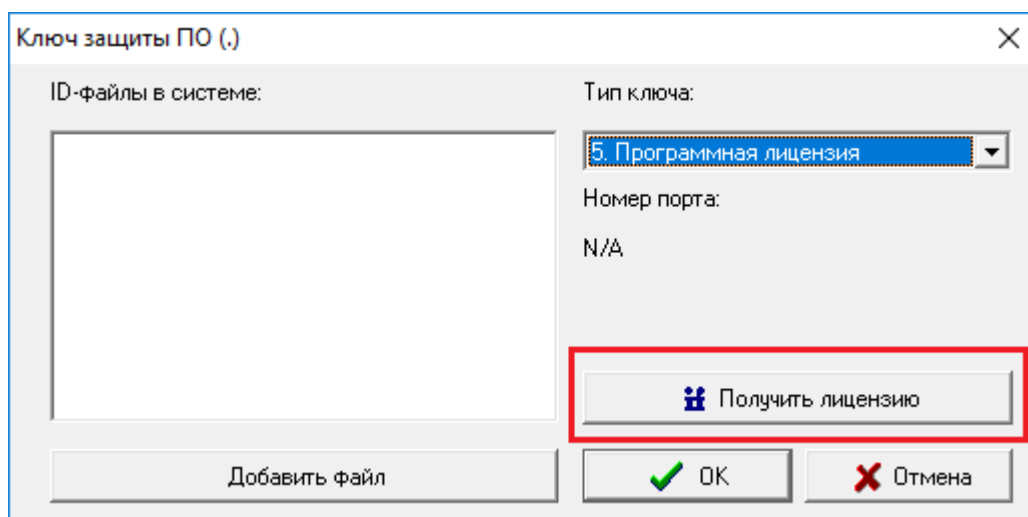 Ключ защиты ПО (.)
ID-файлы в системе:
Тип ключа:
5. Программная лицензия
Номер порта:
N/A
Получить лицензию
Добавить файл
OK
Отмена